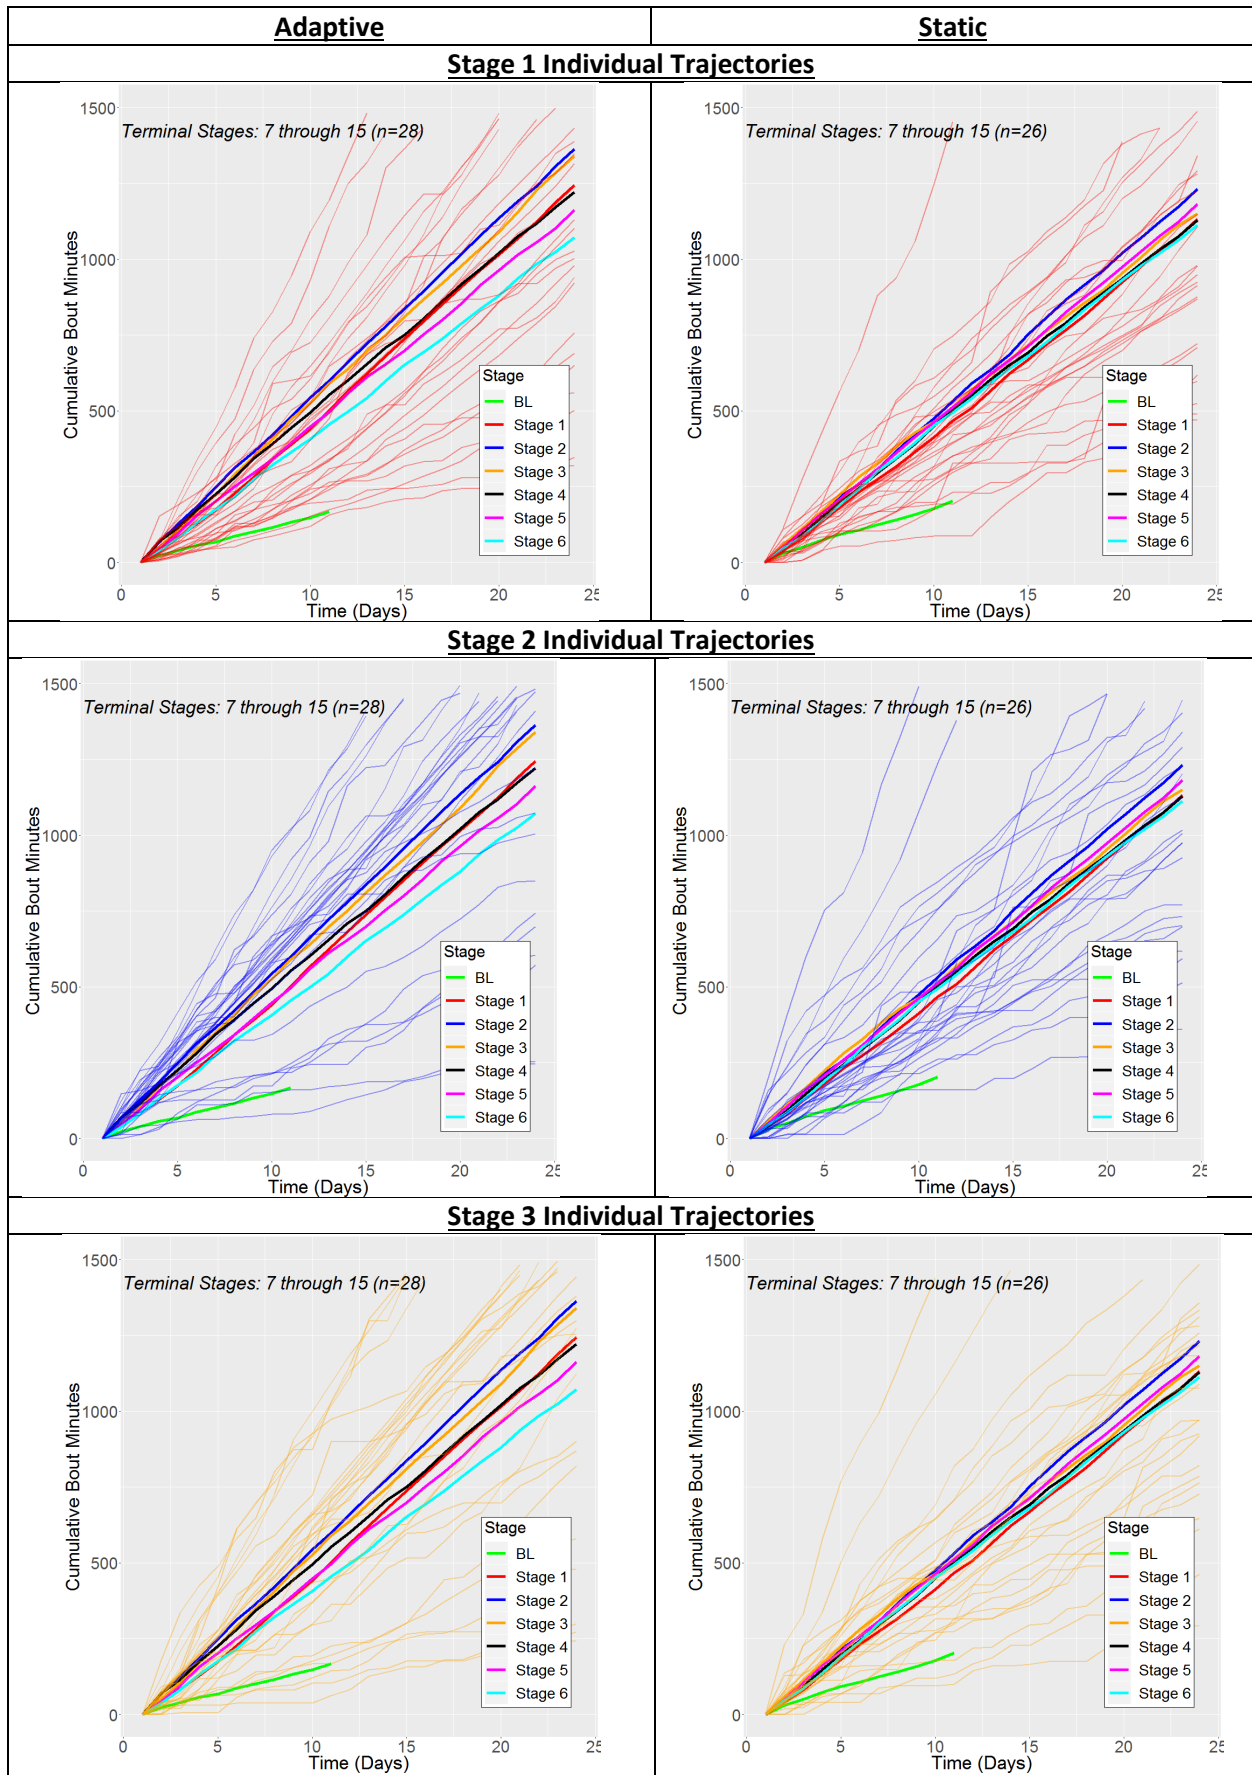 Adaptive Static
Stage 1 Individual Trajectories
Terminal Stages: 7 through 15 (n=28)
Cumulative Bout Minutes
1500
1000
500
0
0 5 10 15 20 25
Time (Days)
Stage
BL
Stage 1
Stage 2
Stage 3
Stage 4
Stage 5
Stage 6
Terminal Stages: 7 through 15 (n=26)
Cumulative Bout Minutes
1500
1000
500
0
0 5 10 15 20 25
Time (Days)
Stage
BL
Stage 1
Stage 2
Stage 3
Stage 4
Stage 5
Stage 6
Stage 2 Individual Trajectories
Terminal Stages: 7 through 15 (n=28)
Cumulative Bout Minutes
1500
1000
500
0
0 5 10 15 20 25
Time (Days)
Stage
BL
Stage 1
Stage 2
Stage 3
Stage 4
Stage 5
Stage 6
Terminal Stages: 7 through 15 (n=26)
Cumulative Bout Minutes
1500
1000
500
0
0 5 10 15 20 25
Time (Days)
Stage
BL
Stage 1
Stage 2
Stage 3
Stage 4
Stage 5
Stage 6
Stage 3 Individual Trajectories
Terminal Stages: 7 through 15 (n=28)
Cumulative Bout Minutes
1500
1000
500
0
0 5 10 15 20 25
Time (Days)
Stage
BL
Stage 1
Stage 2
Stage 3
Stage 4
Stage 5
Stage 6
Terminal Stages: 7 through 15 (n=26)
Cumulative Bout Minutes
1500
1000
500
0
0 5 10 15 20 25
Time (Days)
Stage
BL
Stage 1
Stage 2
Stage 3
Stage 4
Stage 5
Stage 6